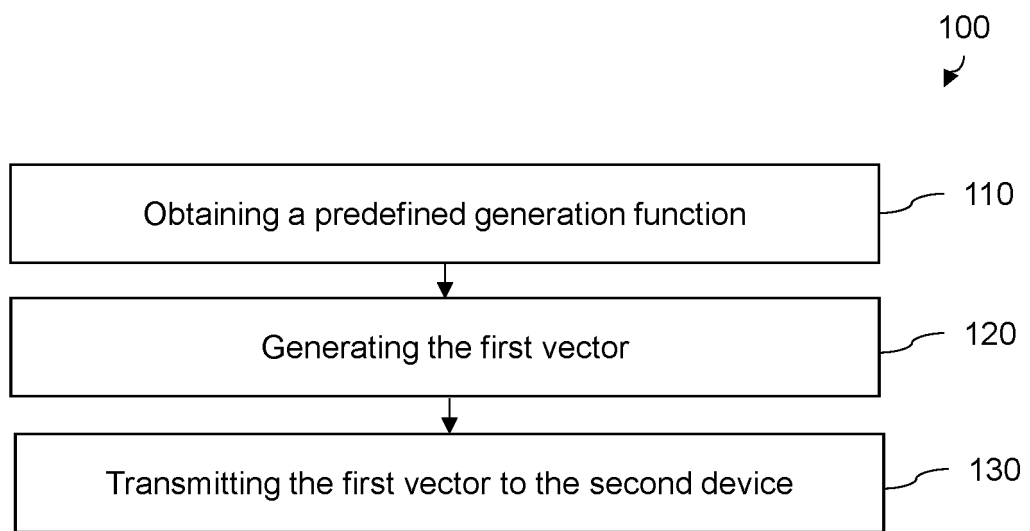 100
Obtaining a predefined generation function
110
Generating the first vector
120
Transmitting the first vector to the second device
130